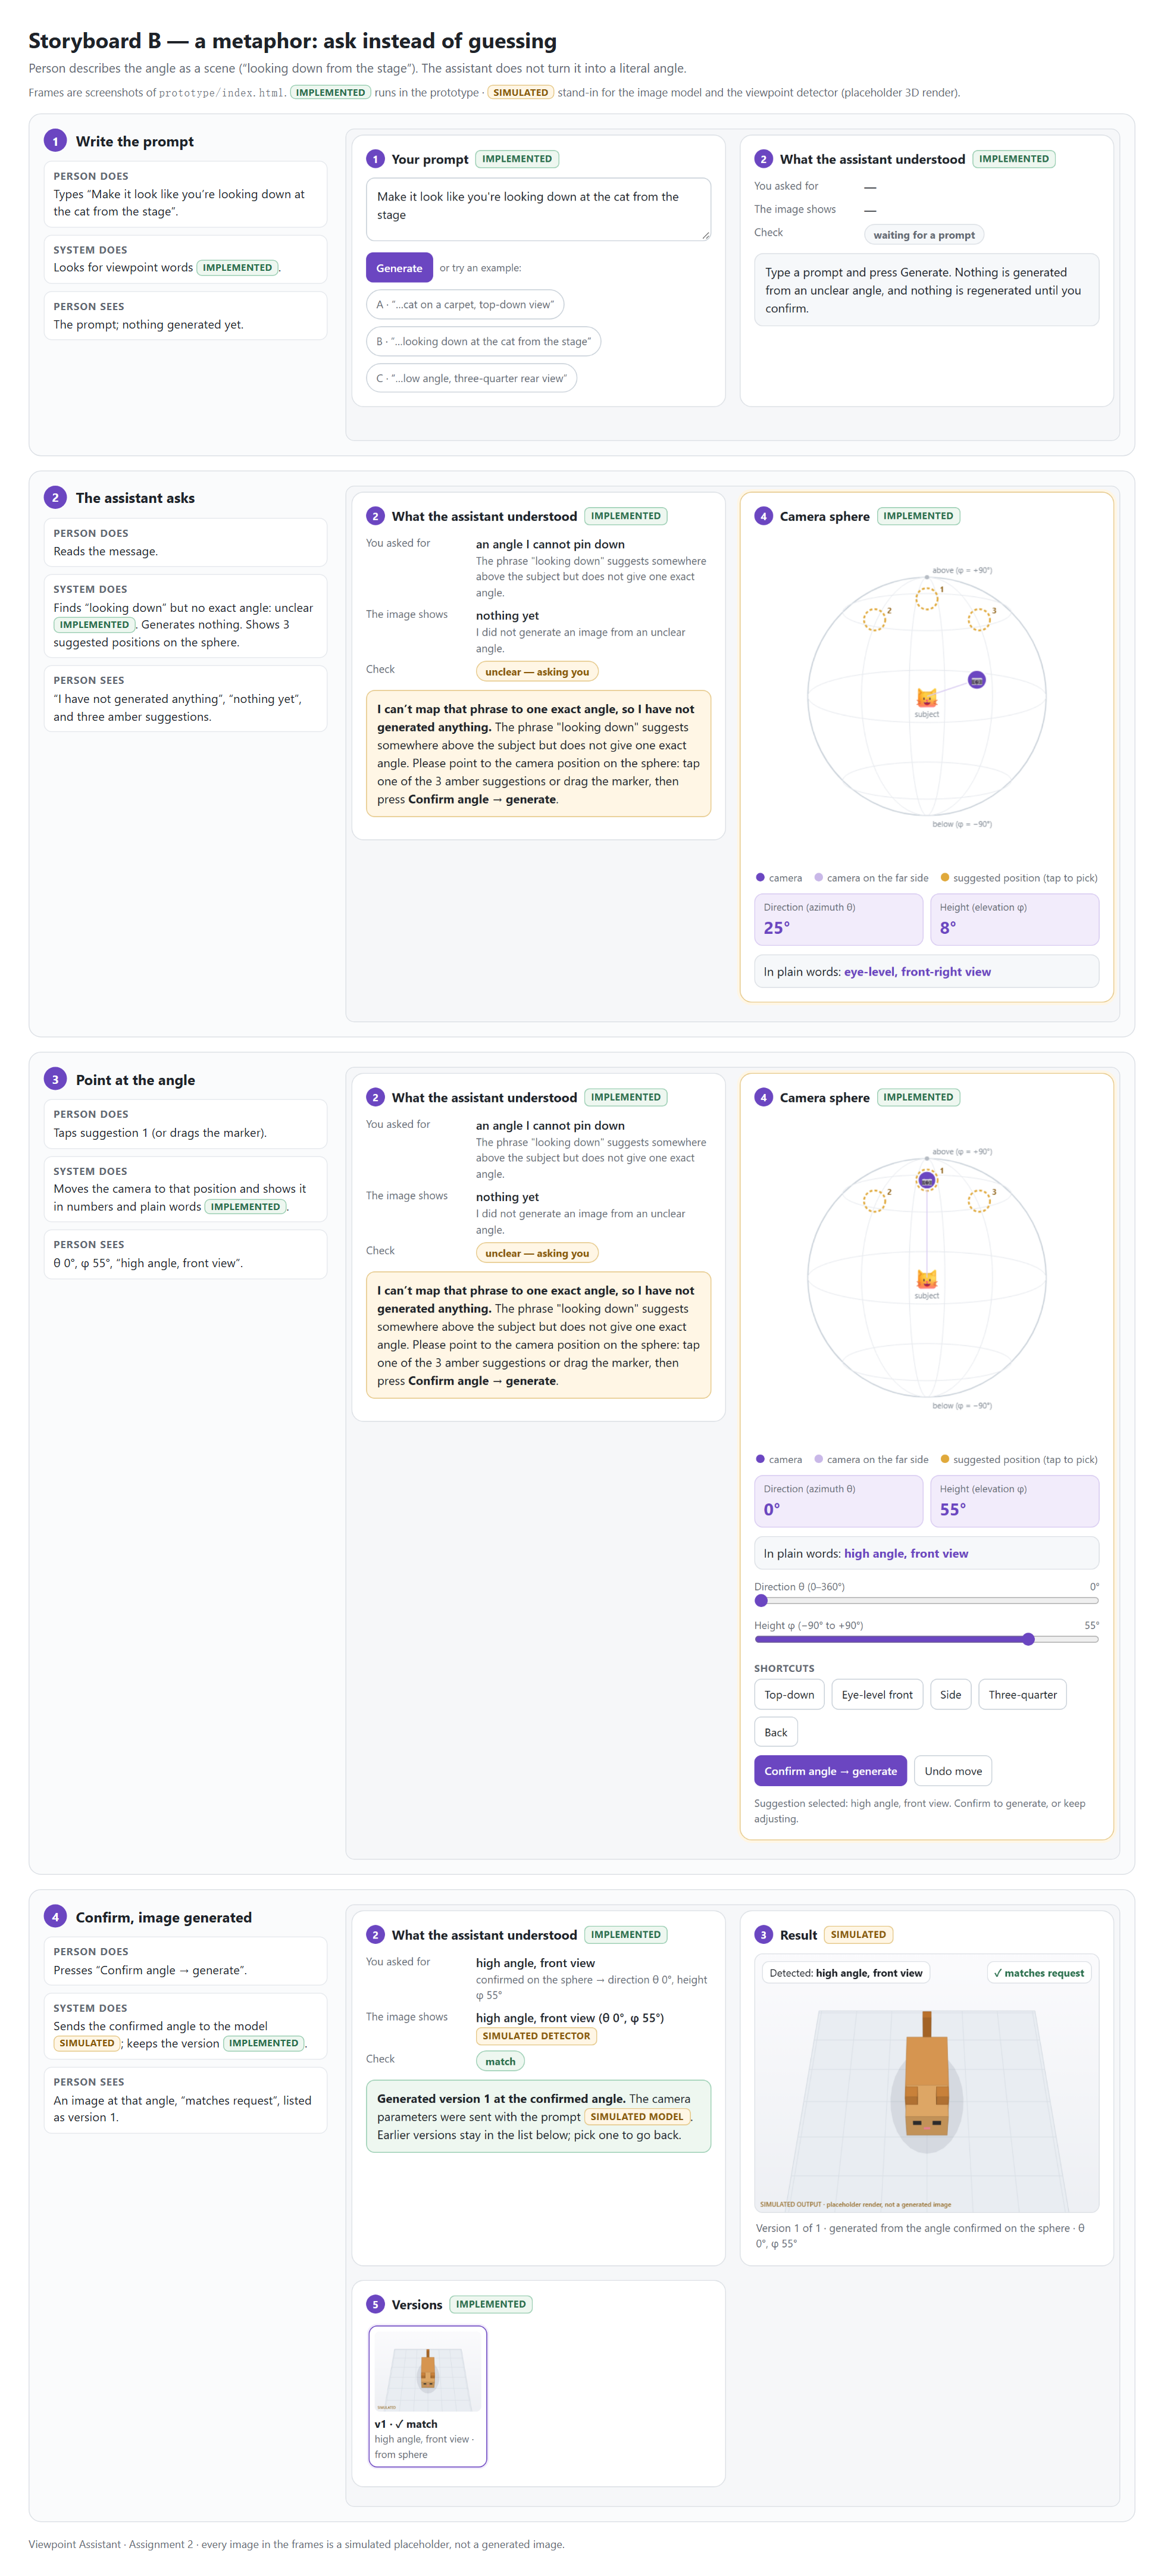 Storyboard B — a metaphor: ask instead of guessing
Person describes the angle as a scene (“looking down from the stage”). The assistant does not turn it into a literal angle.
Frames are screenshots of prototype/index.html. IMPLEMENTED runs in the prototype · SIMULATED stand-in for the image model and the viewpoint detector (placeholder 3D render).
1 Write the prompt
PERSON DOES
Types “Make it look like you’re looking down at
the cat from the stage”.
SYSTEM DOES
Looks for viewpoint words IMPLEMENTED.
PERSON SEES
The prompt; nothing generated yet.
1 Your prompt IMPLEMENTED
Make it look like you're looking down at the cat from the
stage
Generate or try an example:
A · “…cat on a carpet, top-down view”
B · “…looking down at the cat from the stage”
C · “…low angle, three-quarter rear view”
2 What the assistant understood IMPLEMENTED
You asked for —
The image shows —
Check waiting for a prompt
Type a prompt and press Generate. Nothing is generated
from an unclear angle, and nothing is regenerated until you
confirm.
2 The assistant asks
PERSON DOES
Reads the message.
SYSTEM DOES
Finds “looking down” but no exact angle: unclear
IMPLEMENTED. Generates nothing. Shows 3
suggested positions on the sphere.
PERSON SEES
“I have not generated anything”, “nothing yet”,
and three amber suggestions.
2 What the assistant understood IMPLEMENTED
You asked for an angle I cannot pin down
The phrase "looking down" suggests somewhere
above the subject but does not give one exact
angle.
The image shows nothing yet
I did not generate an image from an unclear
angle.
Check unclear — asking you
I can’t map that phrase to one exact angle, so I have not
generated anything. The phrase "looking down" suggests
somewhere above the subject but does not give one exact
angle. Please point to the camera position on the sphere: tap
one of the 3 amber suggestions or drag the marker, then
press Confirm angle → generate.
4 Camera sphere IMPLEMENTED
above (φ = +90°)
1
2
3
subject
below (φ = −90°)
camera camera on the far side suggested position (tap to pick)
Direction (azimuth θ) Height (elevation φ)
25° 8°
In plain words: eye-level, front-right view
3 Point at the angle
PERSON DOES
Taps suggestion 1 (or drags the marker).
SYSTEM DOES
Moves the camera to that position and shows it
in numbers and plain words IMPLEMENTED.
PERSON SEES
θ 0°, φ 55°, “high angle, front view”.
2 What the assistant understood IMPLEMENTED
You asked for an angle I cannot pin down
The phrase "looking down" suggests somewhere
above the subject but does not give one exact
angle.
The image shows nothing yet
I did not generate an image from an unclear
angle.
Check unclear — asking you
I can’t map that phrase to one exact angle, so I have not
generated anything. The phrase "looking down" suggests
somewhere above the subject but does not give one exact
angle. Please point to the camera position on the sphere: tap
one of the 3 amber suggestions or drag the marker, then
press Confirm angle → generate.
4 Camera sphere IMPLEMENTED
above (φ = +90°)
1
2
3
subject
below (φ = −90°)
camera camera on the far side suggested position (tap to pick)
Direction (azimuth θ) Height (elevation φ)
0° 55°
In plain words: high angle, front view
Direction θ (0–360°) 0°
Height φ (−90° to +90°) 55°
SHORTCUTS
Top-down Eye-level front Side Three-quarter
Back
Confirm angle → generate Undo move
Suggestion selected: high angle, front view. Confirm to generate, or keep
adjusting.
4 Confirm, image generated
PERSON DOES
Presses “Confirm angle → generate”.
SYSTEM DOES
Sends the confirmed angle to the model
SIMULATED; keeps the version IMPLEMENTED.
PERSON SEES
An image at that angle, “matches request”, listed
as version 1.
2 What the assistant understood IMPLEMENTED
You asked for high angle, front view
confirmed on the sphere → direction θ 0°, height
φ 55°
The image shows high angle, front view (θ 0°, φ 55°)
SIMULATED DETECTOR
Check match
Generated version 1 at the confirmed angle. The camera
parameters were sent with the prompt SIMULATED MODEL.
Earlier versions stay in the list below; pick one to go back.
3 Result SIMULATED
Detected: high angle, front view ✓ matches request
SIMULATED OUTPUT · placeholder render, not a generated image
Version 1 of 1 · generated from the angle confirmed on the sphere · θ
0°, φ 55°
5 Versions IMPLEMENTED
SIMULATED
v1 · ✓ match
high angle, front view ·
from sphere
Viewpoint Assistant · Assignment 2 · every image in the frames is a simulated placeholder, not a generated image.